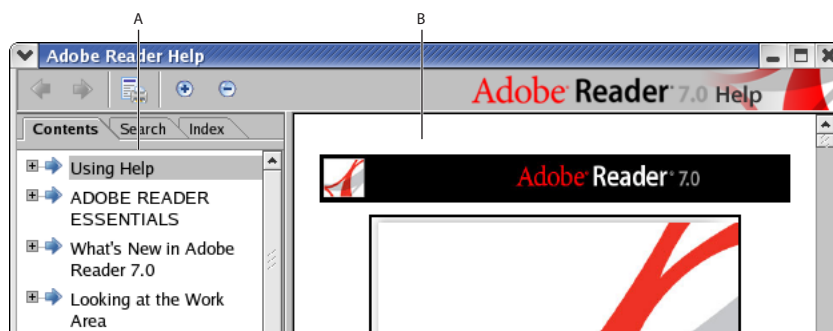 A B
Adobe Reader Help
Adobe Reader 7.0 Help
Contents Search Index
Using Help
ADOBE READER
ESSENTIALS
What's New in Adobe
Reader 7.0
Looking at the Work
Area
Adobe® Reader® 7.0